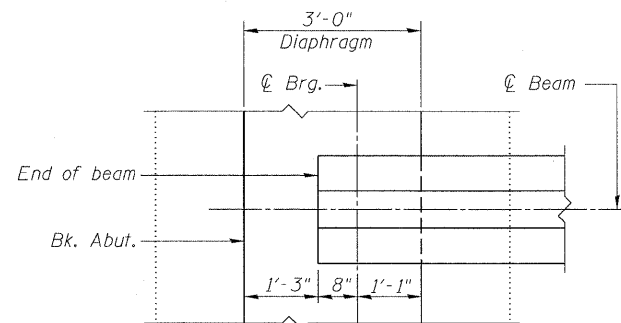 3'-0"
Diaphragm
℄ Brg.
℄ Beam
End of beam
Bk. Abut.
1'-3"
8"
1'-1"